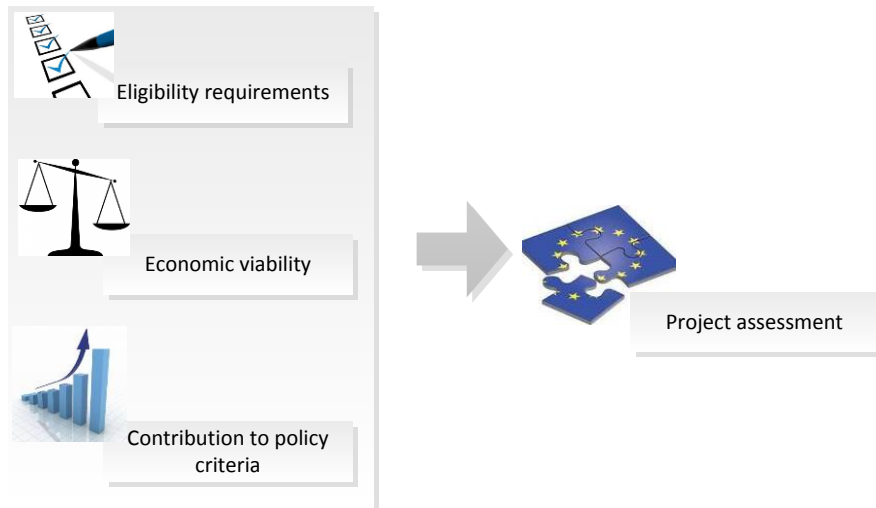 Eligibility requirements
Economic viability
Contribution to policy
criteria
Project assessment